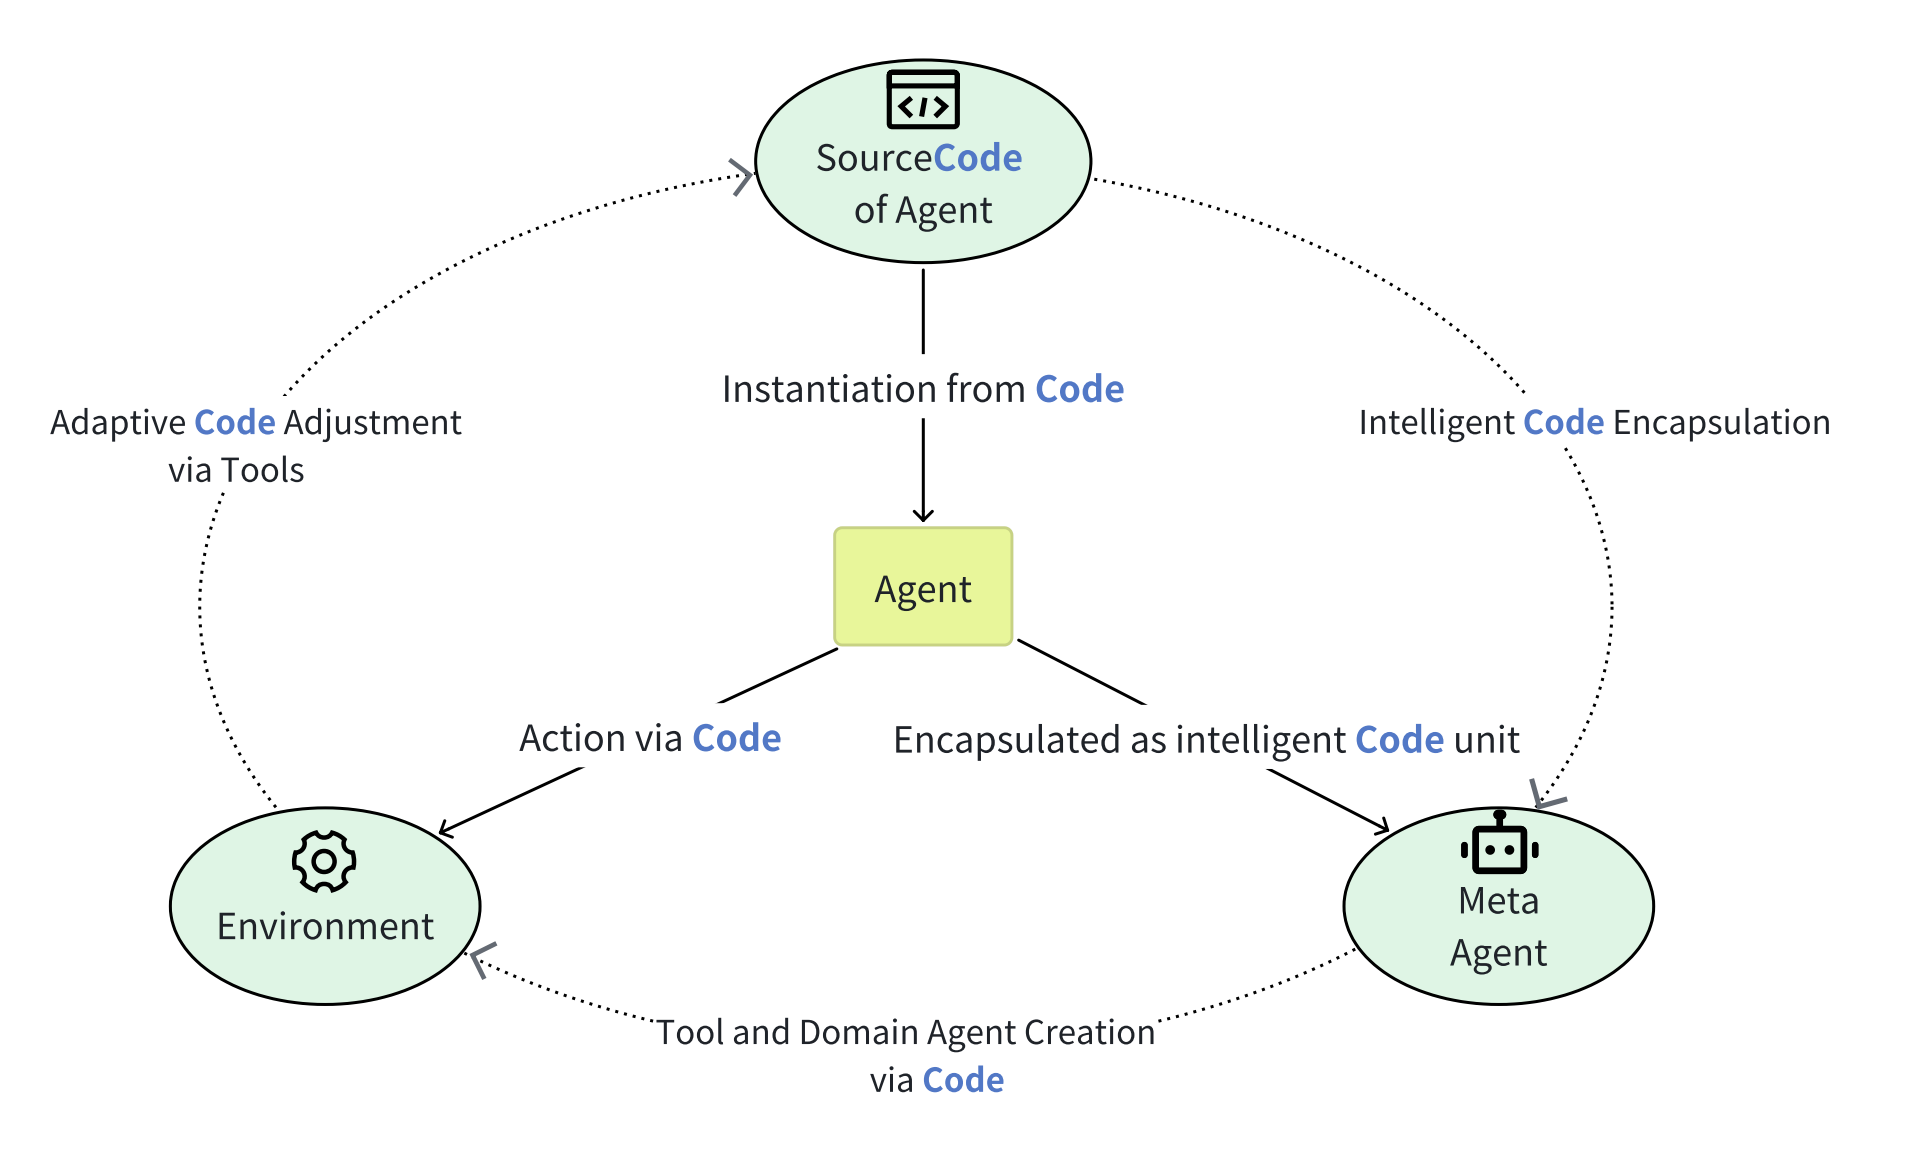 SourceCode
of Agent
Instantiation from Code
Adaptive Code Adjustment
via Tools
Intelligent Code Encapsulation
Agent
Action via Code
Encapsulated as intelligent Code unit
Environment
Meta
Agent
Tool and Domain Agent Creation
via Code